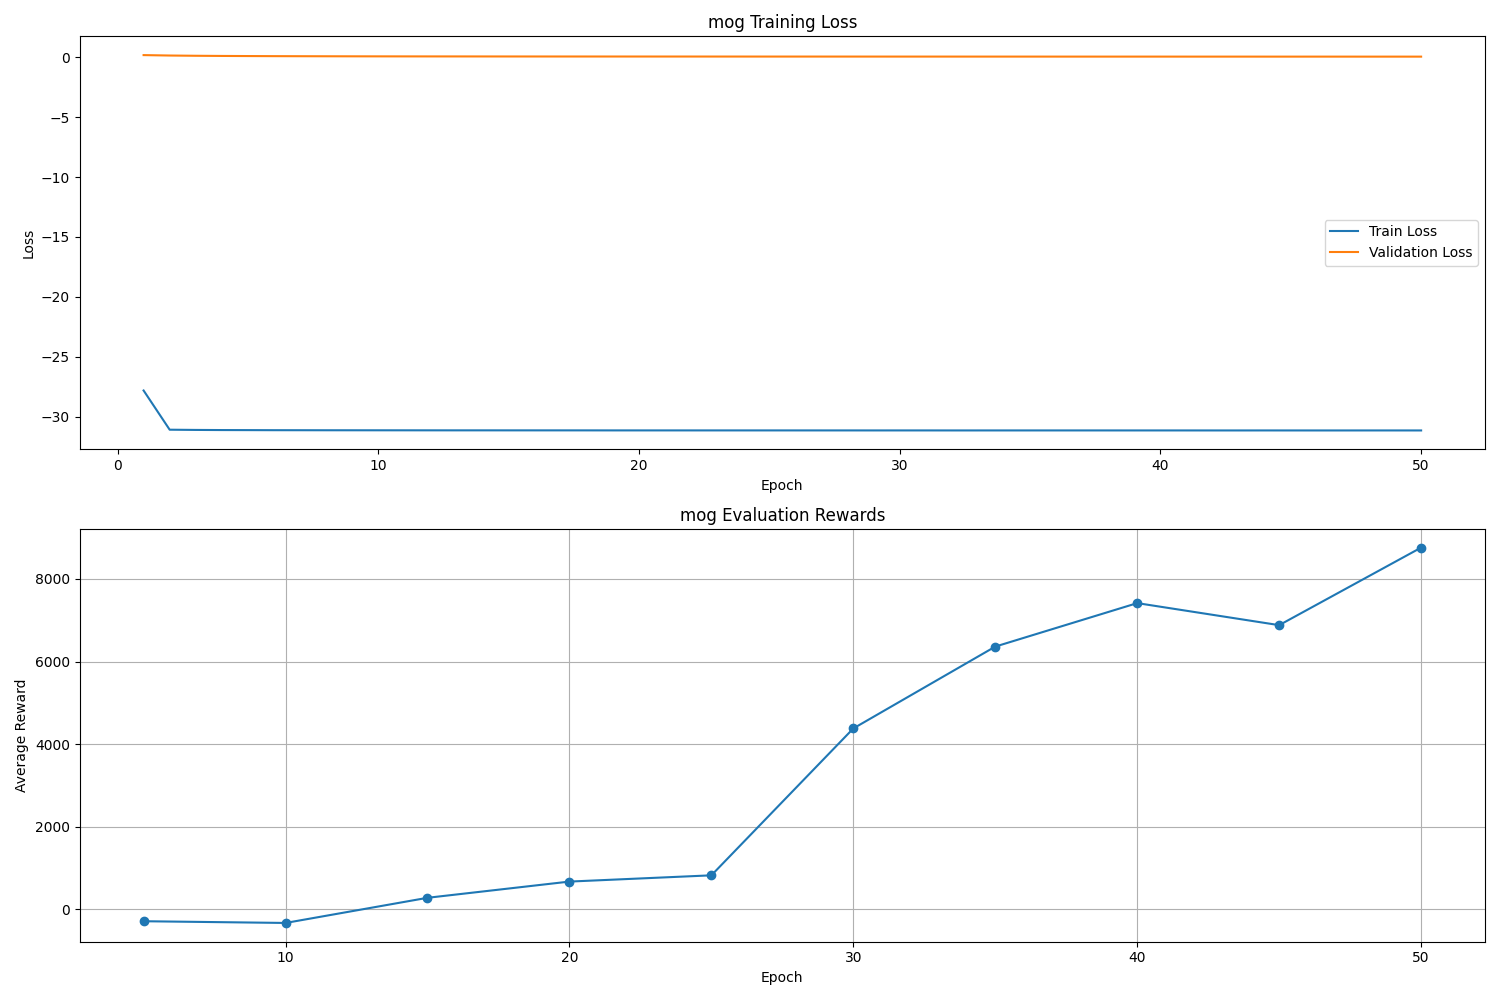 mog Training Loss
0
−5
−10
−15
−20
−25
−30
Loss
Train Loss
Validation Loss
0 10 20 30 40 50
Epoch
mog Evaluation Rewards
8000
6000
4000
2000
0
Average Reward
10 20 30 40 50
Epoch